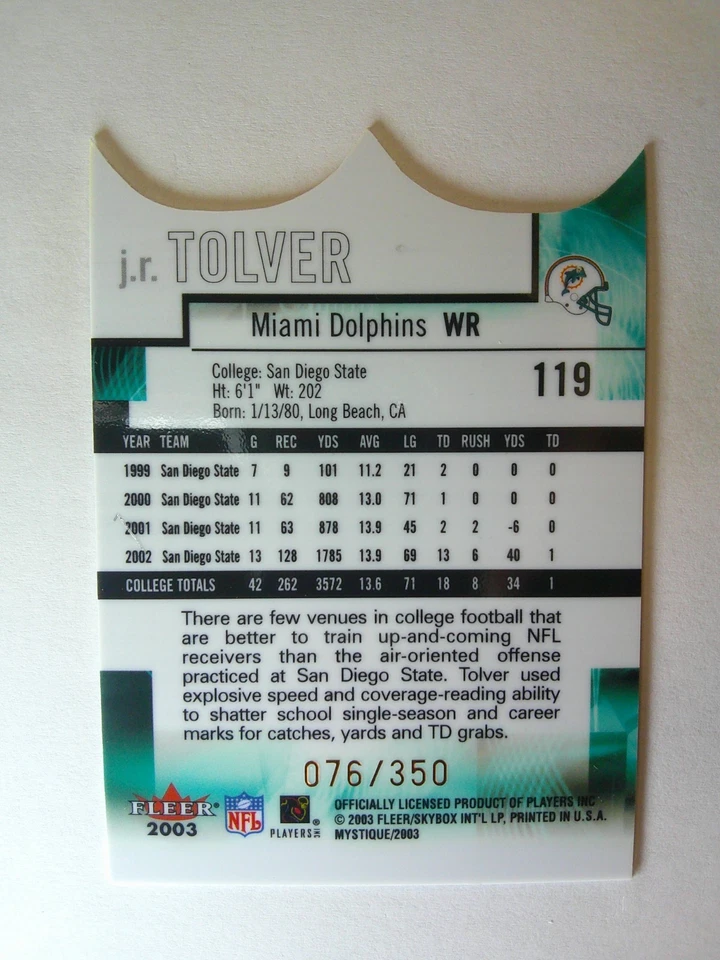 j.r. TOLVER
Miami Dolphins WR
College: San Diego State
Ht: 6'1" Wt: 202
Born: 1/13/80, Long Beach, CA
119
YEAR TEAM G REC YDS AVG LG TD RUSH YDS TD
1999 San Diego State 7 9 101 11.2 21 2 0 0 0
2000 San Diego State 11 62 808 13.0 71 1 0 0 0
2001 San Diego State 11 63 878 13.9 45 2 2 -6 0
2002 San Diego State 13 128 1785 13.9 69 13 6 40 1
COLLEGE TOTALS 42 262 3572 13.6 71 18 8 34 1
There are few venues in college football that
are better to train up-and-coming NFL
receivers than the air-oriented offense
practiced at San Diego State. Tolver used
explosive speed and coverage-reading ability
to shatter school single-season and career
marks for catches, yards and TD grabs.
076/350
FLEER®
2003
NFL
PLAYERS INC ®
OFFICIALLY LICENSED PRODUCT OF PLAYERS INC
© 2003 FLEER/SKYBOX INT'L LP, PRINTED IN U.S.A.
MYSTIQUE/2003